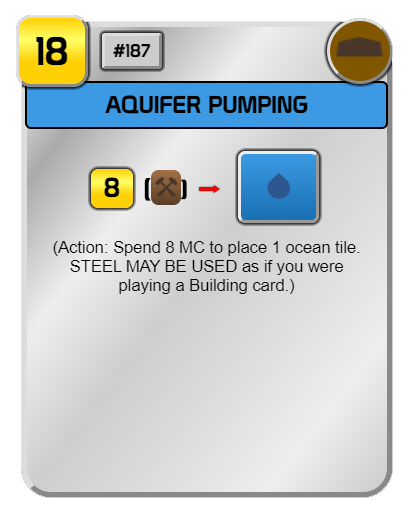 18
#187
AQUIFER PUMPING
8 ( )
(Action: Spend 8 MC to place 1 ocean tile.
STEEL MAY BE USED as if you were
playing a Building card.)